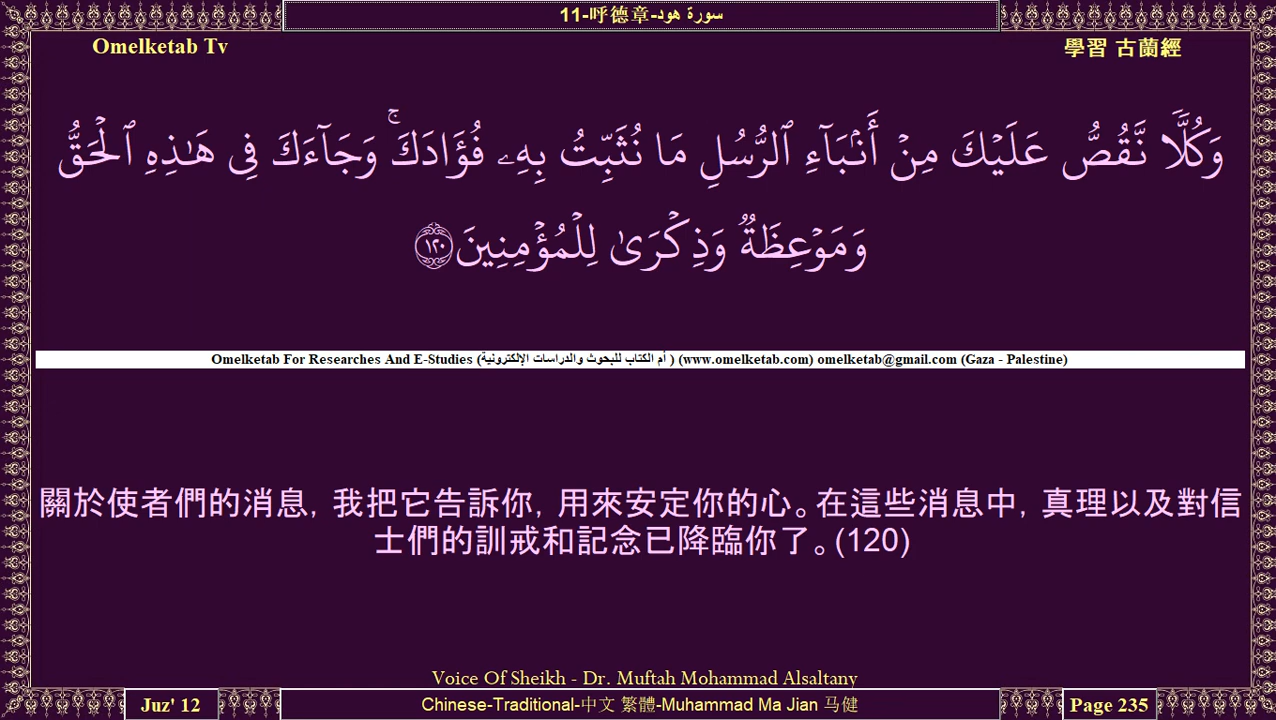 11-呼德章-سورة هود
Omelketab Tv
學習 古蘭經
وَكُلًّا نَّقُصُّ عَلَيْكَ مِنْ أَنۢبَآءِ ٱلرُّسُلِ مَا نُثَبِّتُ بِهِۦ فُؤَادَكَ ۚ وَجَآءَكَ فِى هَـٰذِهِ ٱلْحَقُّ
وَمَوْعِظَةٌ وَذِكْرَىٰ لِلْمُؤْمِنِينَ ١٢٠
Omelketab For Researches And E-Studies (أم الكتاب للبحوث والدراسات الإلكترونية ) (www.omelketab.com) omelketab@gmail.com (Gaza - Palestine)
關於使者們的消息，我把它告訴你，用來安定你的心。在這些消息中，真理以及對信
士們的訓戒和記念已降臨你了。(120)
Voice Of Sheikh - Dr. Muftah Mohammad Alsaltany
Juz' 12
Chinese-Traditional-中文 繁體-Muhammad Ma Jian 马健
Page 235